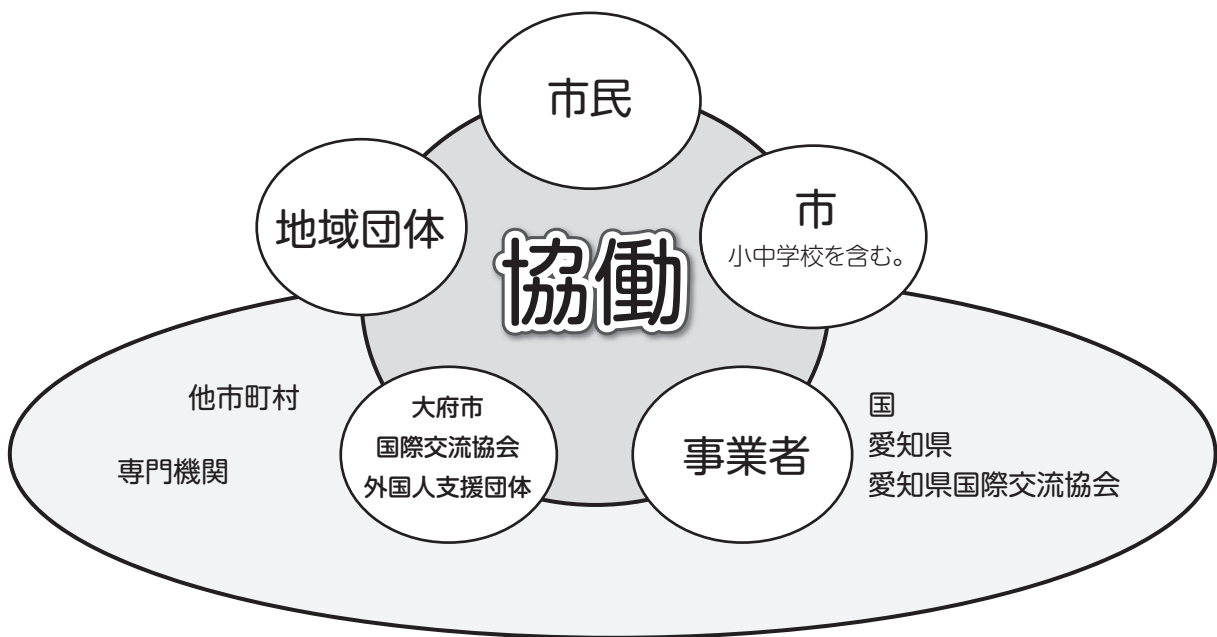 市民
地域団体
市
小中学校を含む。
協働
他市町村
専門機関
大府市
国際交流協会
外国人支援団体
事業者
国
愛知県
愛知県国際交流協会